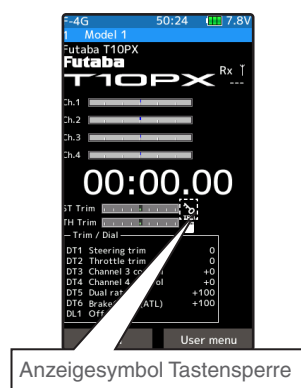 F-4G 50:24 7.8V
1 Model 1
Futaba T10PX
Futaba
T10PX
Rx
---
Ch.1
Ch.2
Ch.3
Ch.4
00:00.00
ST Trim
TH Trim
Trim / Dial
DT1 Steering trim 0
DT2 Throttle trim 0
DT3 Channel 3 co l +0
DT4 Channel 4 ol +0
DT5 Dual rat +100
DT6 Brake (ATL) +100
DL1 Off
User menu
Anzeigesymbol Tastensperre